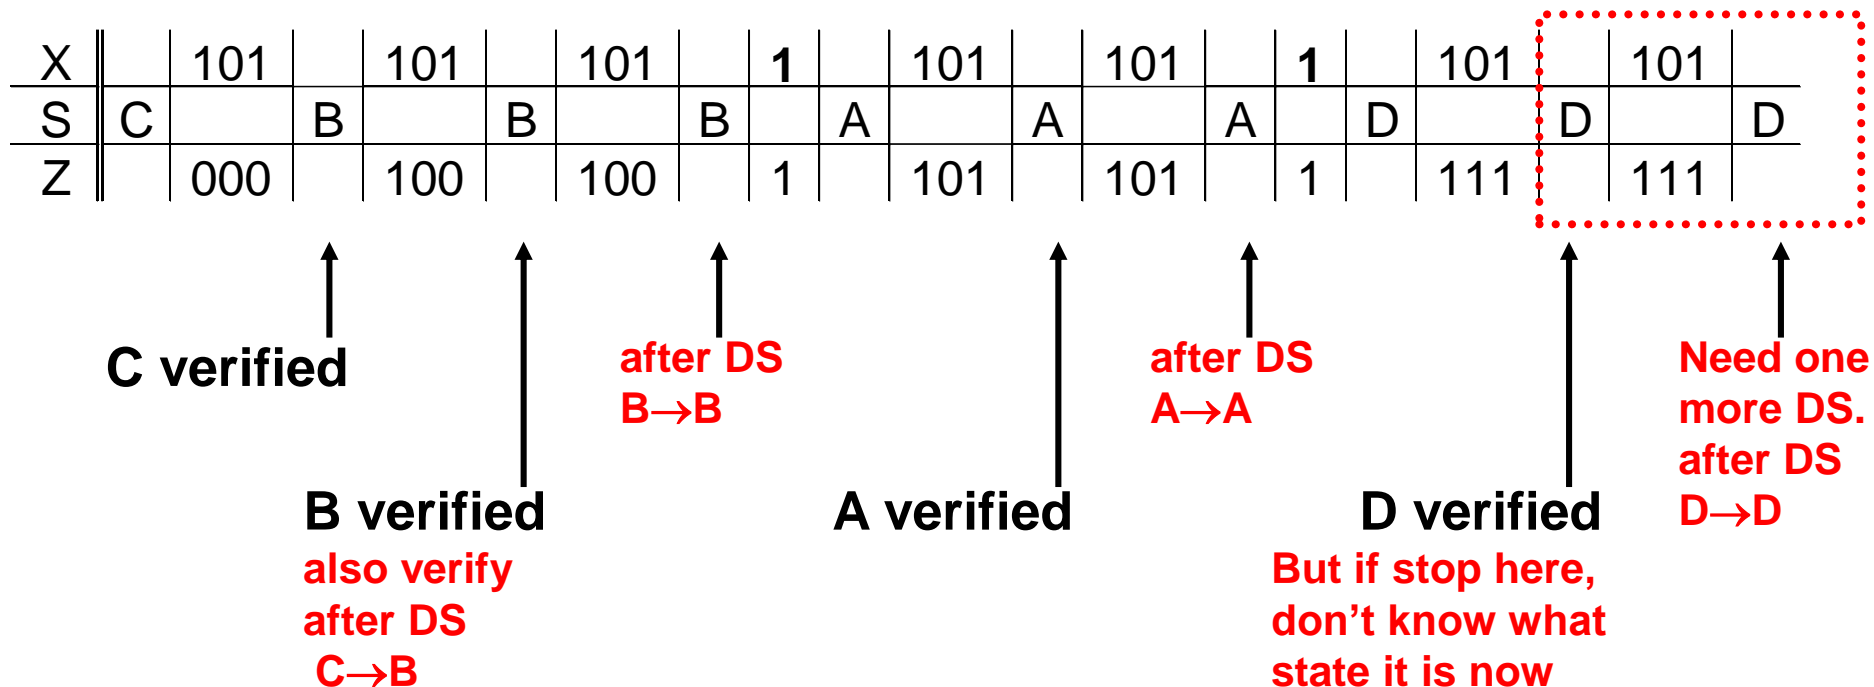 X 101 101 101 1 101 101 1 101 101
S C B B B A A A D D D
Z 000 100 100 1 101 101 1 111 111
C verified
after DS
B→B
after DS
A→A
Need one
more DS.
after DS
D→D
B verified
also verify
after DS
C→B
A verified
D verified
But if stop here,
don't know what
state it is now